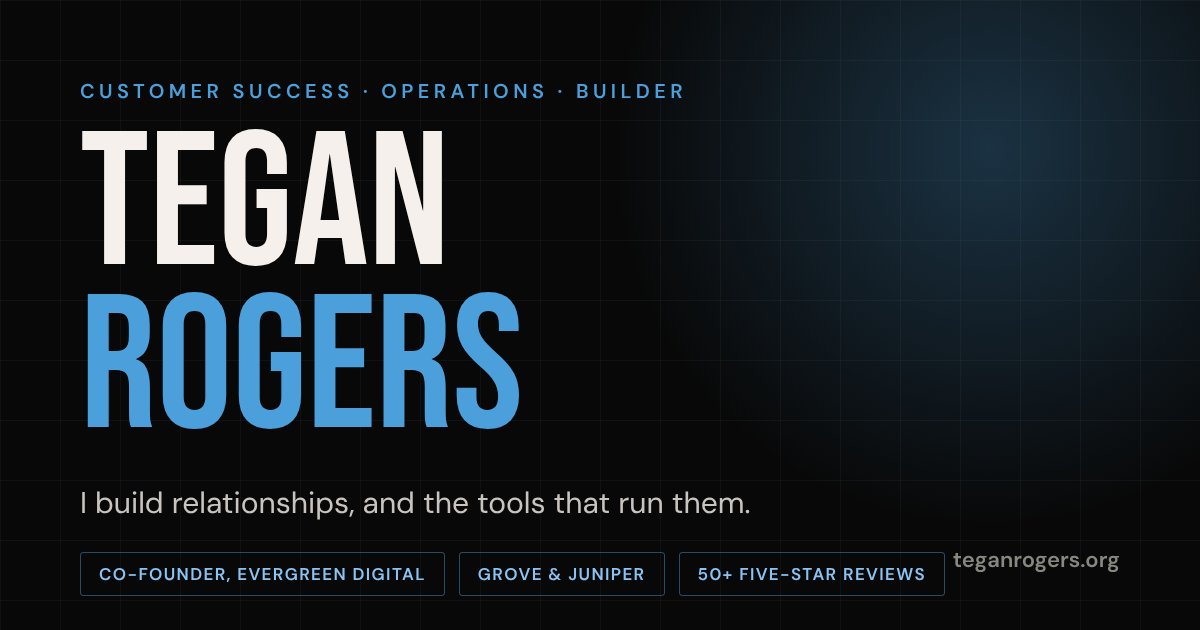 CUSTOMER SUCCESS · OPERATIONS · BUILDER
TEGAN
ROGERS
I build relationships, and the tools that run them.
CO-FOUNDER, EVERGREEN DIGITAL
GROVE & JUNIPER
50+ FIVE-STAR REVIEWS
teganrogers.org